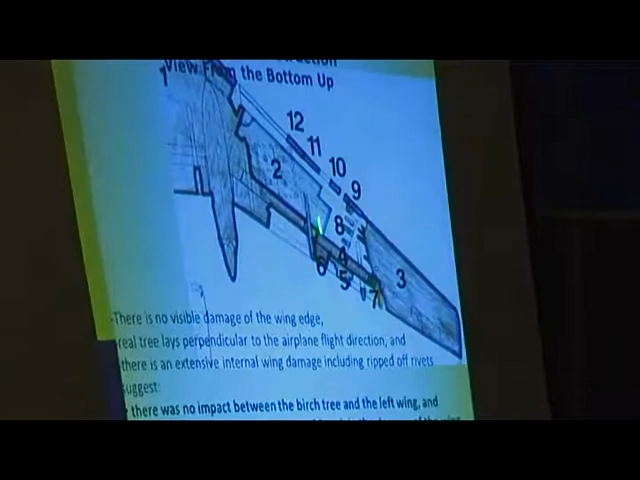 View From the Bottom Up
1
12
11
10
9
2
8
4
3
6
5
7
-There is no visible damage of the wing edge,
real tree lays perpendicular to the airplane flight direction, and
there is an extensive internal wing damage including ripped off rivets
suggest:
there was no impact between the birch tree and the left wing, and